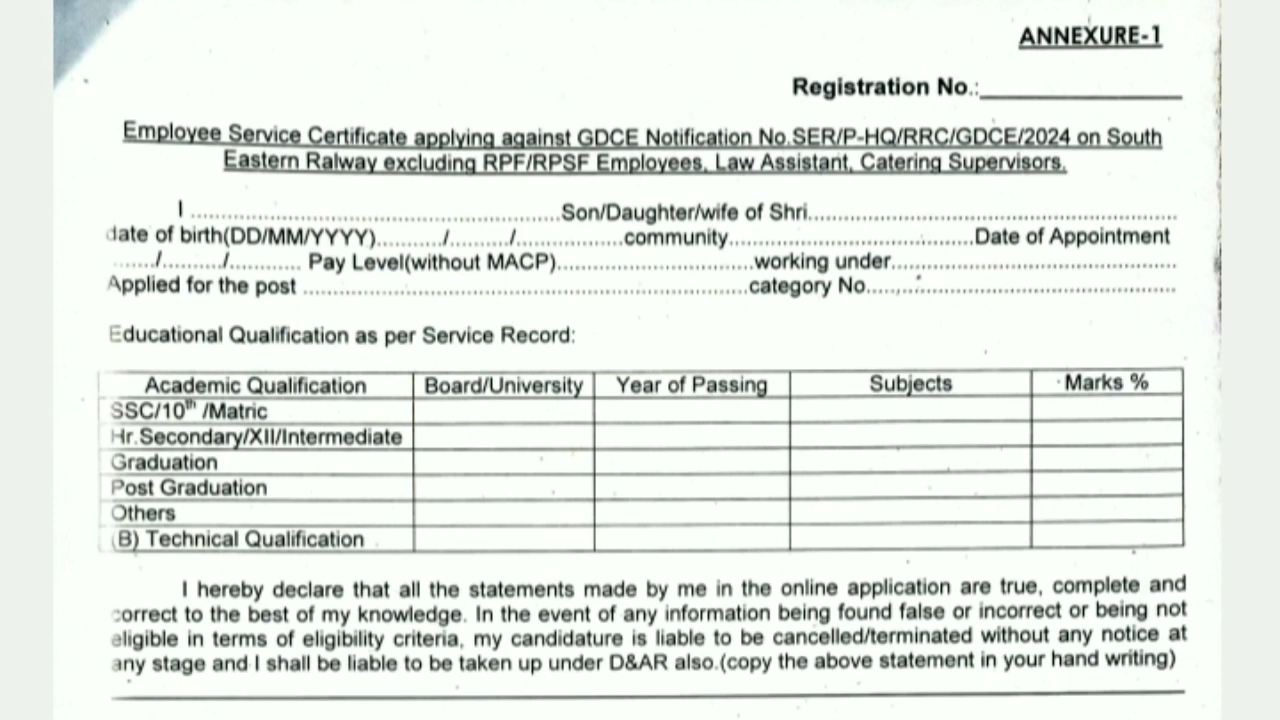 ANNEXURE-1
Registration No.:____________
Employee Service Certificate applying against GDCE Notification No.SER/P-HQ/RRC/GDCE/2024 on South
Eastern Ralway excluding RPF/RPSF Employees, Law Assistant, Catering Supervisors.
I ........................................................Son/Daughter/wife of Shri........................................................
date of birth(DD/MM/YYYY)........../........../................community.....................................Date of Appointment
....../........../........... Pay Level(without MACP)..............................working under...........................................
Applied for the post ....................................................................category No...............................................
Educational Qualification as per Service Record:
Academic Qualification Board/University Year of Passing Subjects Marks %
SSC/10th /Matric
Hr.Secondary/XII/Intermediate
Graduation
Post Graduation
Others
(B) Technical Qualification
I hereby declare that all the statements made by me in the online application are true, complete and
correct to the best of my knowledge. In the event of any information being found false or incorrect or being not
eligible in terms of eligibility criteria, my candidature is liable to be cancelled/terminated without any notice at
any stage and I shall be liable to be taken up under D&AR also.(copy the above statement in your hand writing)